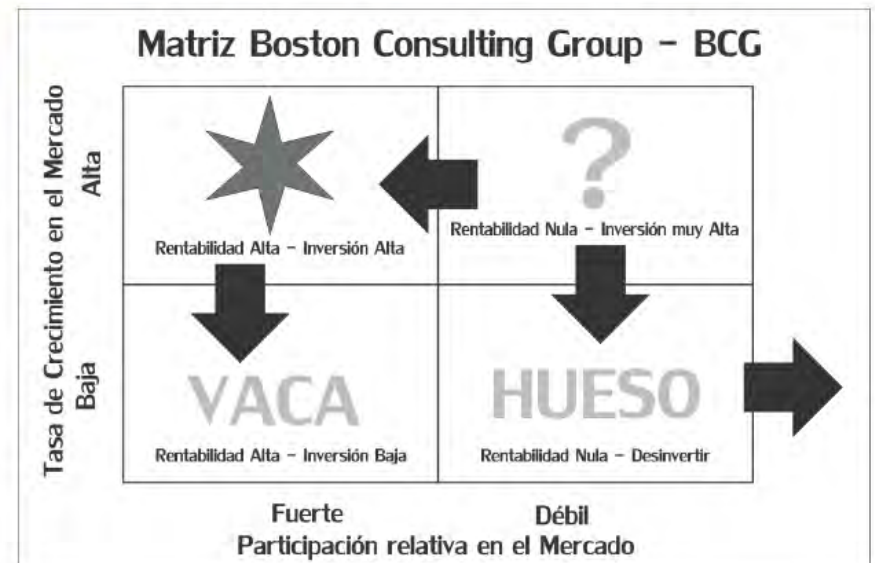 Matriz Boston Consulting Group - BCG
Tasa de Crecimiento en el Mercado
Alta
Baja
?
Rentabilidad Alta - Inversión Alta
Rentabilidad Nula - Inversión muy Alta
VACA
HUESO
Rentabilidad Alta - Inversión Baja
Rentabilidad Nula - Desinvertir
Fuerte
Débil
Participación relativa en el Mercado